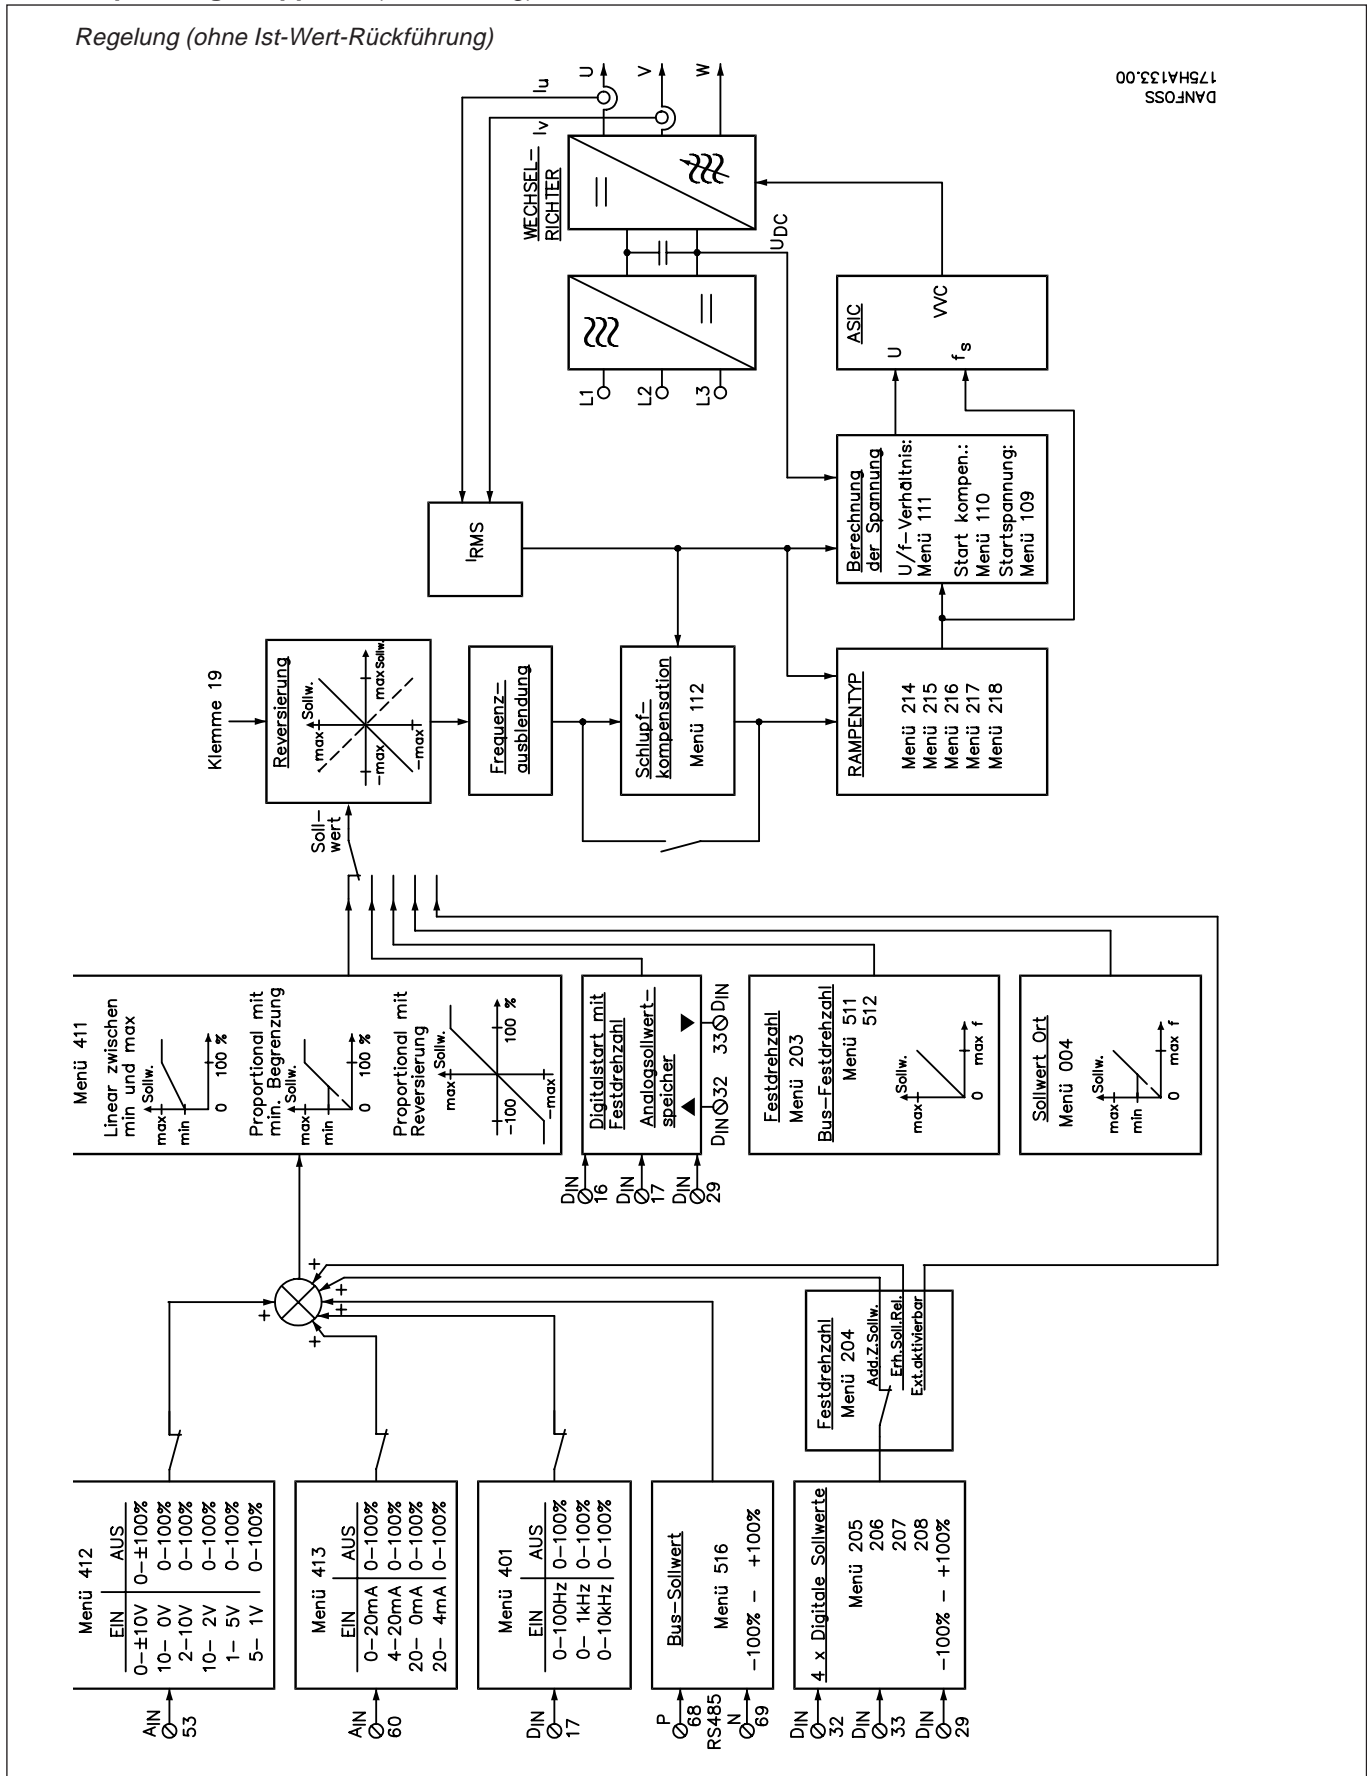 Regelung (ohne Ist-Wert-Rückführung)
DANFOSS
175HA133.00
Menü 412
EIN AUS
0-±10V 0-±100%
10- 0V 0-100%
2-10V 0-100%
10- 2V 0-100%
1- 5V 0-100%
5- 1V 0-100%
AIN
53
Menü 413
EIN AUS
0-20mA 0-100%
4-20mA 0-100%
20- 0mA 0-100%
20- 4mA 0-100%
AIN
60
Menü 401
EIN AUS
0-100Hz 0-100%
0- 1kHz 0-100%
0-10kHz 0-100%
DIN
17
Bus-Sollwert
Menü 516
-100% - +100%
P
68
RS485
N
69
4 x Digitale Sollwerte
Menü 205
206
207
208
-100% - +100%
DIN
32
DIN
33
DIN
29
Festdrehzahl
Menü 204
Add.Z.Sollw.
Erh.Soll.Rel.
Ext.aktivierbar
+
+
+
+
+
Menü 411
Linear zwischen
min und max
Sollw.
max
min
0
100 %
Proportional mit
min. Begrenzung
Sollw.
max
min
0
100 %
Proportional mit
Reversierung
Sollw.
max
-100
100 %
-max
Digitalstart mit
Festdrehzahl
Analogsollwert-
speicher
DIN
16
DIN
17
DIN
29
DIN 32
33 DIN
Festdrehzahl
Menü 203
Bus-Festdrehzahl
Menü 511
512
Sollw.
max
0
max f
Sollwert Ort
Menü 004
Sollw.
max
min
0
max f
Soll-
wert
Klemme 19
Reversierung
Sollw.
max
-max
max Sollw.
-max
Frequenz-
ausblendung
Schlupf-
kompensation
Menü 112
RAMPENTYP
Menü 214
Menü 215
Menü 216
Menü 217
Menü 218
IRMS
Berechnung
der Spannung
U/f-Verhältnis:
Menü 111
Start kompen.:
Menü 110
Startspannung:
Menü 109
ASIC
U
VVC
fs
L1
L2
L3
UDC
WECHSEL-
RICHTER
Iu
Iv
U
V
W